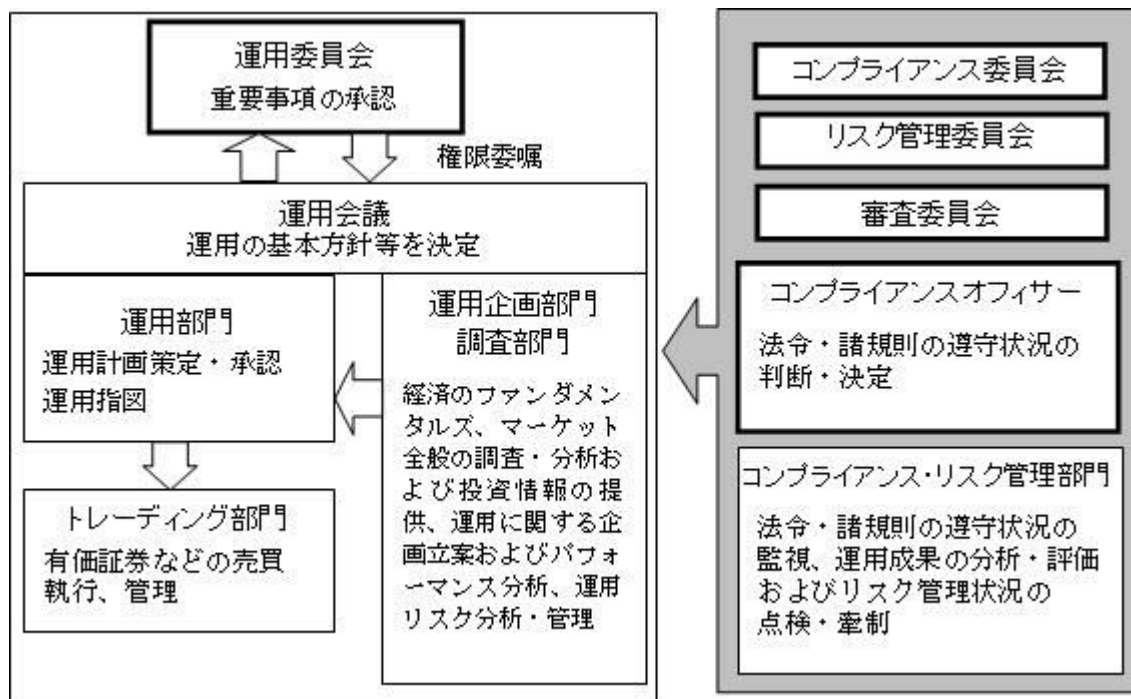 運用委員会
重要事項の承認
権限委嘱
運用会議
運用の基本方針等を決定
運用部門
運用計画策定・承認
運用指図
トレーディング部門
有価証券などの売買
執行、管理
運用企画部門
調査部門
経済のファンダメン
タルズ、マーケット
全般の調査・分析お
よび投資情報の提
供、運用に関する企
画立案およびパフォ
ーマンス分析、運用
リスク分析・管理
コンプライアンス委員会
リスク管理委員会
審査委員会
コンプライアンスオフィサー
法令・諸規則の遵守状況の
判断・決定
コンプライアンス・リスク管理部門
法令・諸規則の遵守状況の
監視、運用成果の分析・評価
およびリスク管理状況の
点検・牽制